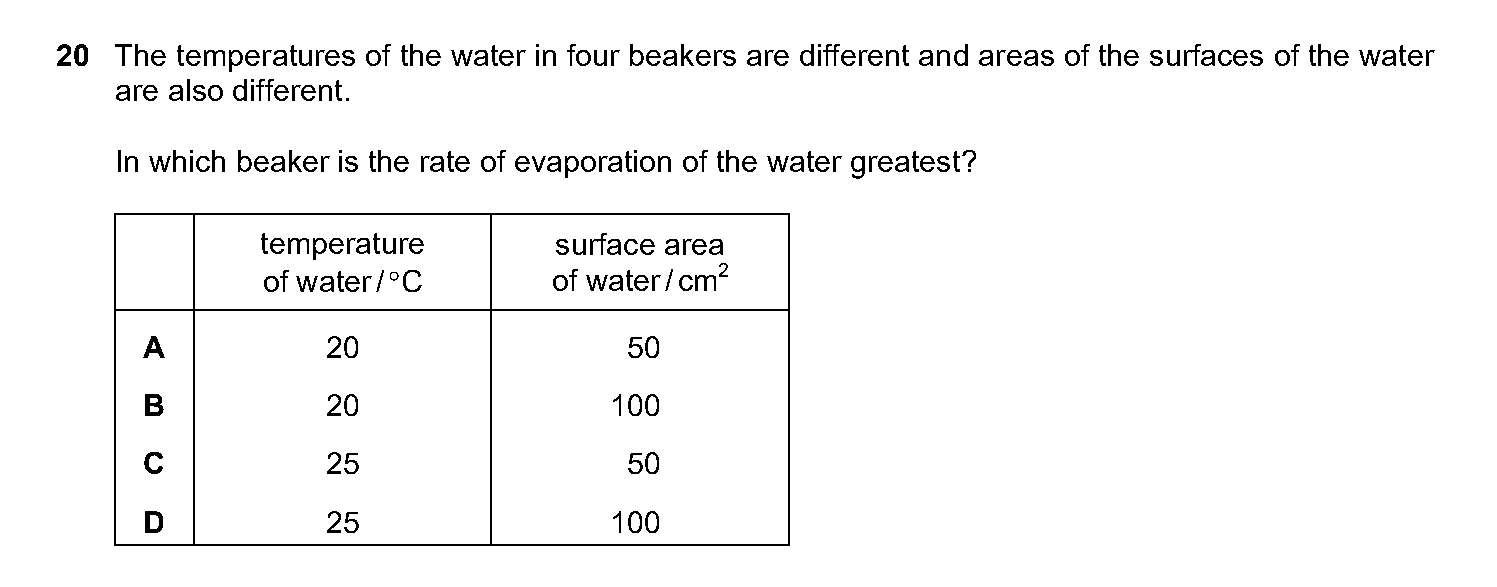 20 The temperatures of the water in four beakers are different and areas of the surfaces of the water
are also different.
In which beaker is the rate of evaporation of the water greatest?
temperature of water / °C surface area of water / cm²
A 20 50
B 20 100
C 25 50
D 25 100